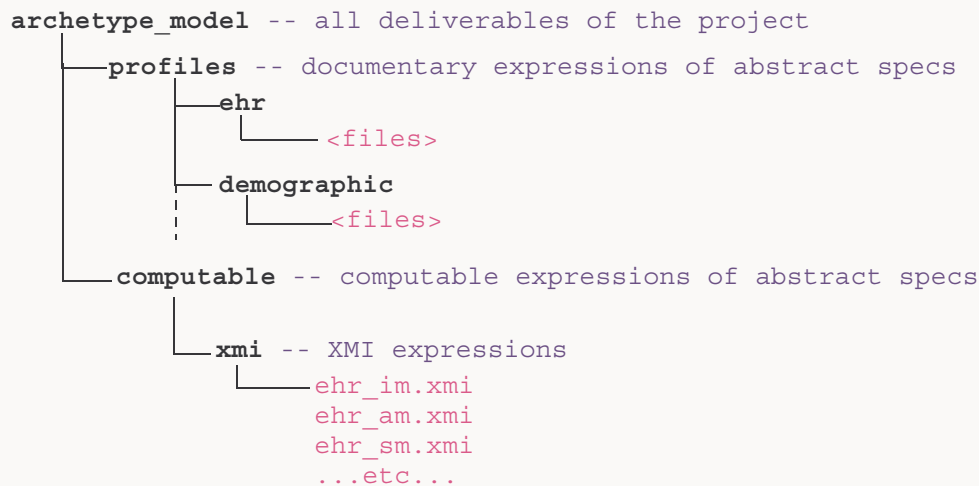 archetype_model -- all deliverables of the project
profiles -- documentary expressions of abstract specs
ehr
<files>
demographic
<files>
computable -- computable expressions of abstract specs
xmi -- XMI expressions
ehr_im.xmi
ehr_am.xmi
ehr_sm.xmi
...etc...